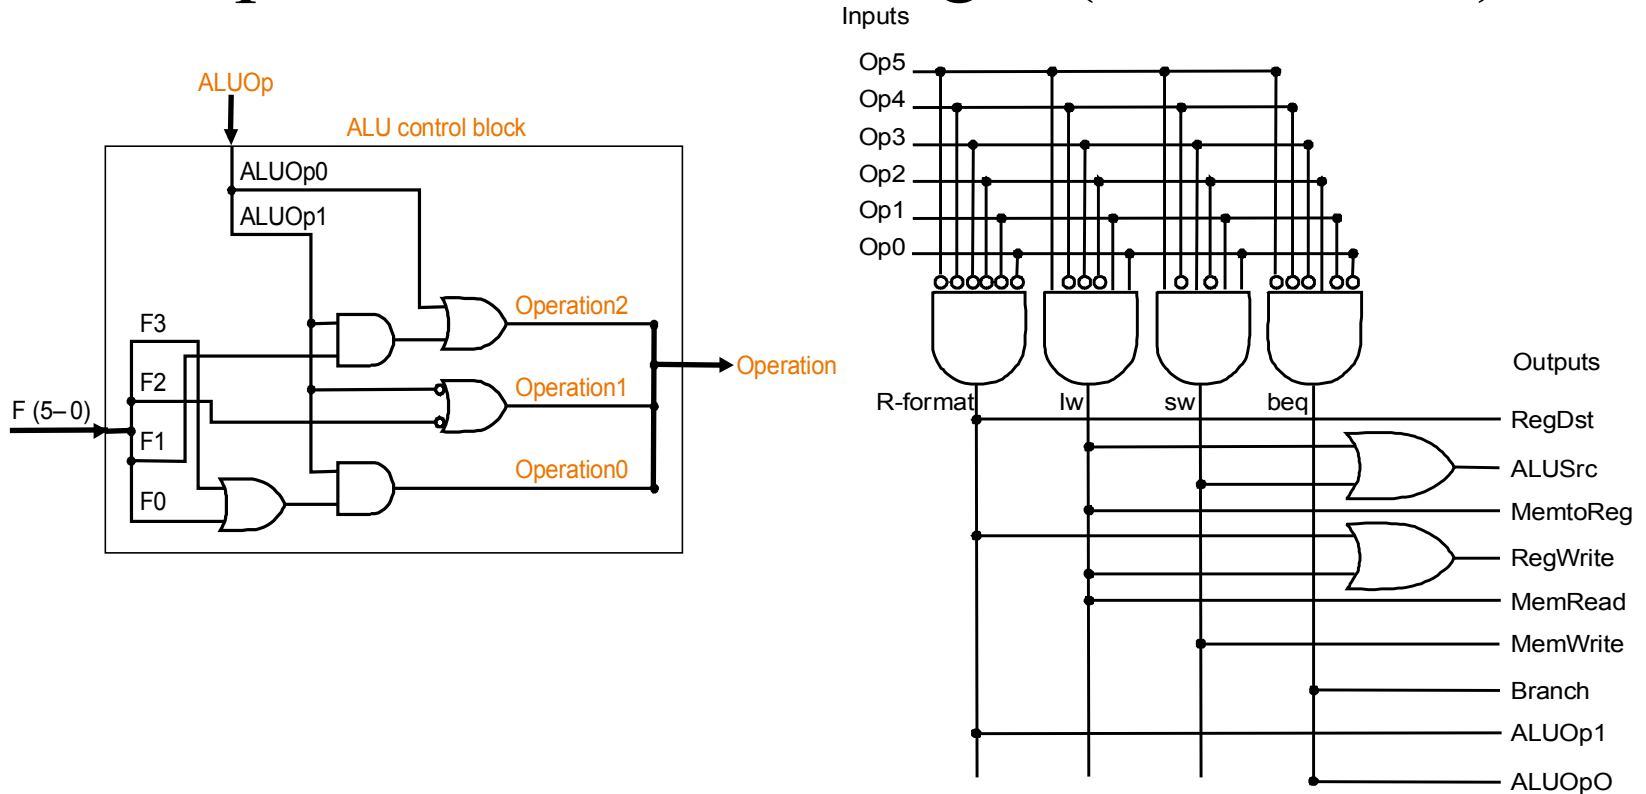 ALUOp
ALU control block
ALUOp0
ALUOp1
F3
F2
F (5–0)
F1
F0
Operation2
Operation1
Operation0
Operation
Inputs
Op5
Op4
Op3
Op2
Op1
Op0
R-format
lw
sw
beq
Outputs
RegDst
ALUSrc
MemtoReg
RegWrite
MemRead
MemWrite
Branch
ALUOp1
ALUOpO